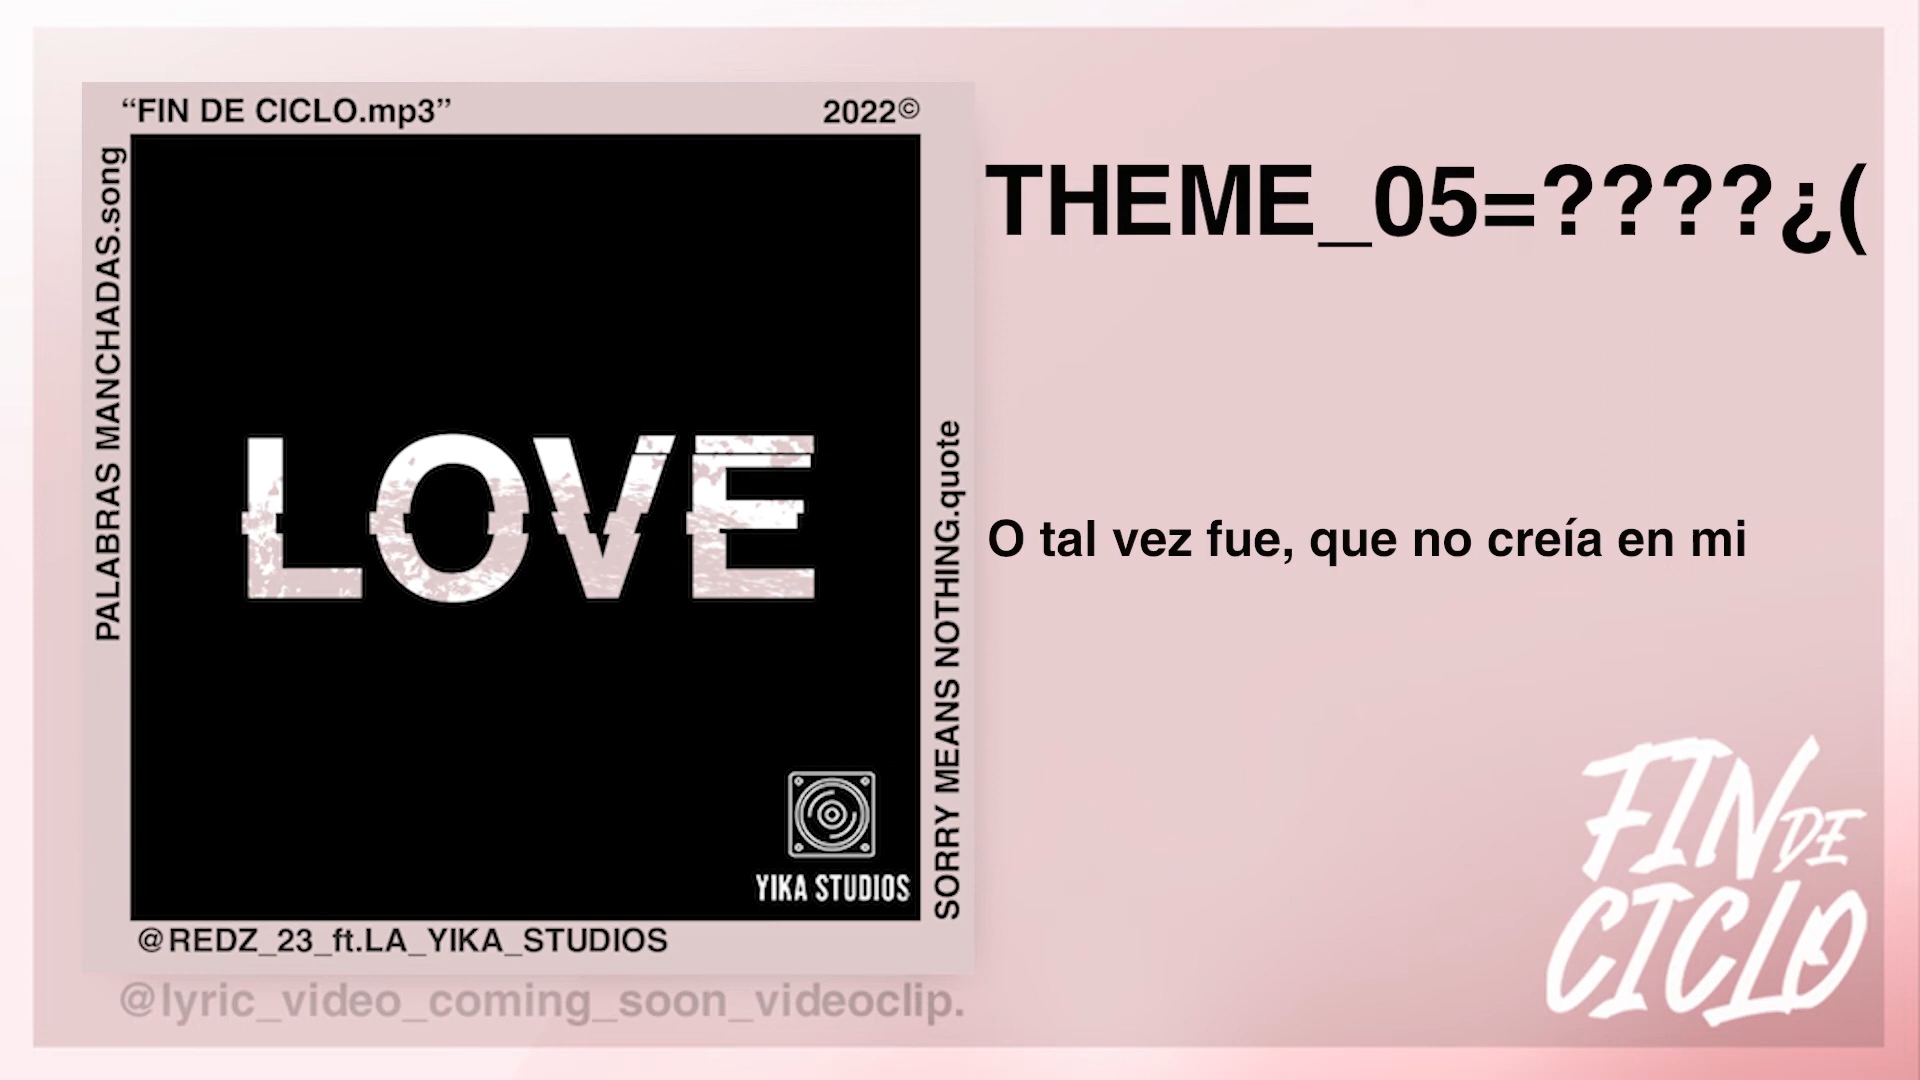 “FIN DE CICLO.mp3”
2022©
PALABRAS MANCHADAS.song
LOVE
SORRY MEANS NOTHING.quote
YIKA STUDIOS
@REDZ_23_ft.LA_YIKA_STUDIOS
@lyric_video_coming_soon_videoclip.
THEME_05=????¿(
O tal vez fue, que no creía en mi
FIN DE
CICLO